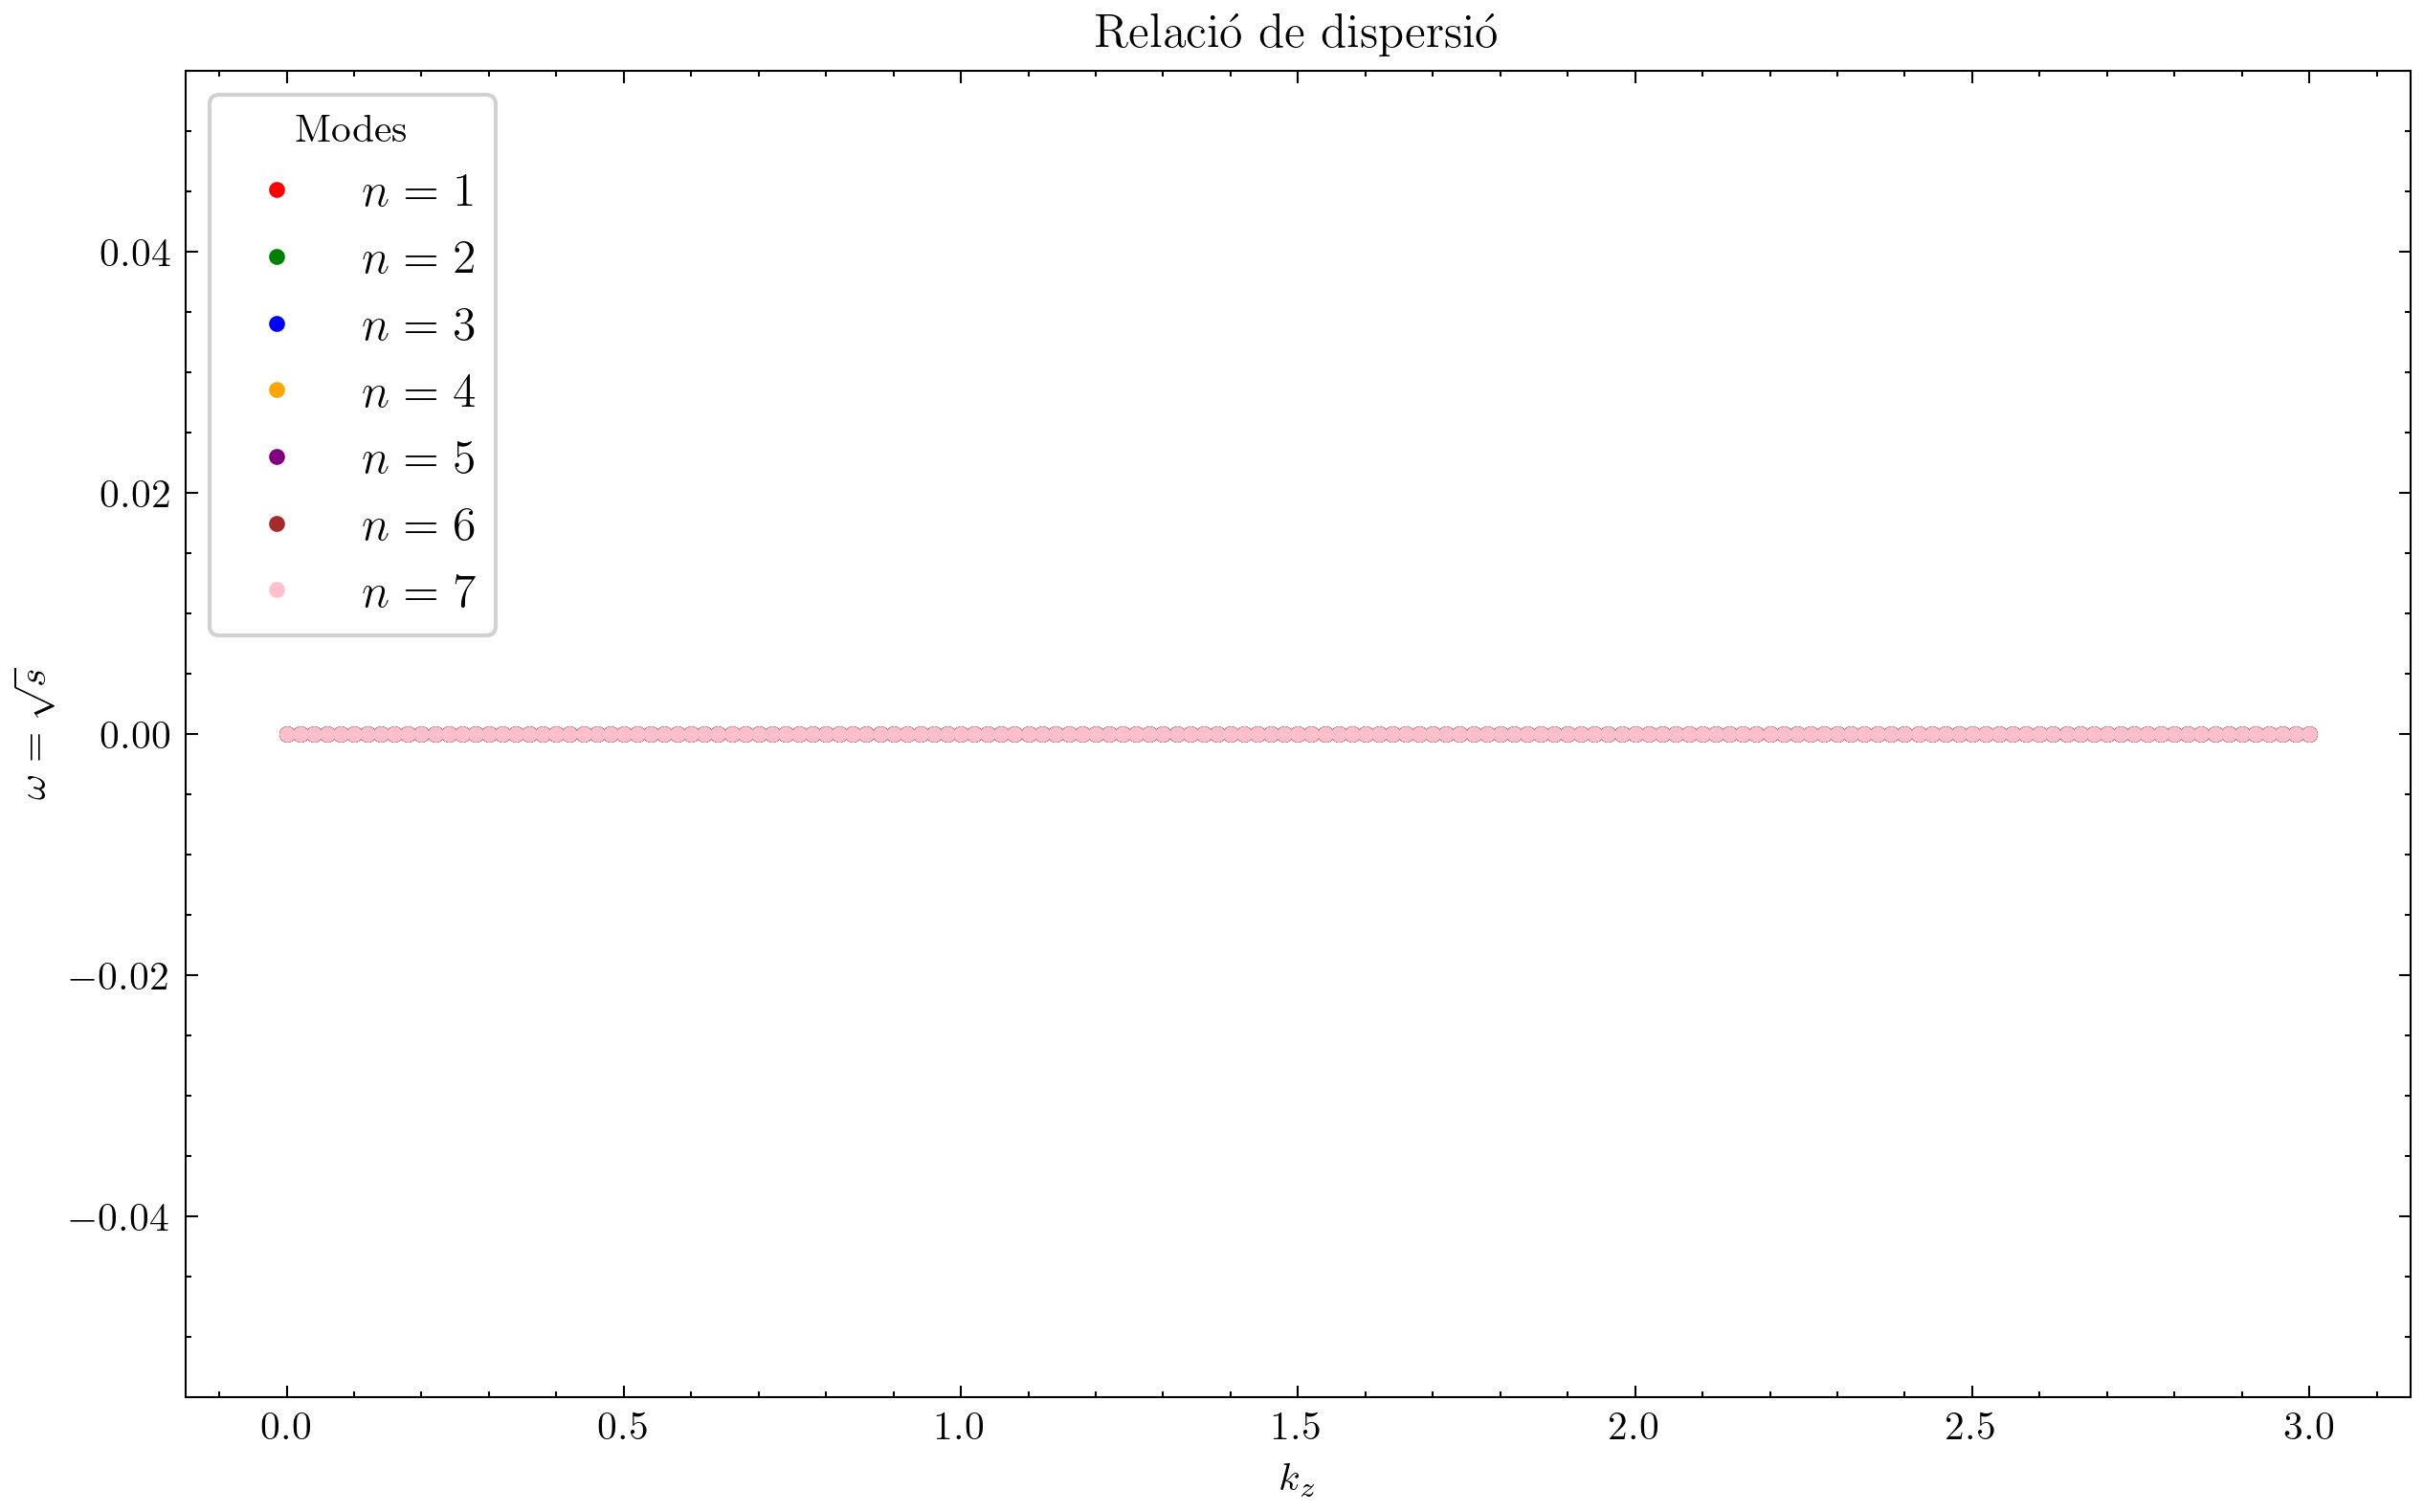 Relació de dispersió
Modes
n = 1
n = 2
n = 3
n = 4
n = 5
n = 6
n = 7
0.04
0.02
0.00
−0.02
−0.04
ω = √s
0.0 0.5 1.0 1.5 2.0 2.5 3.0
k_z